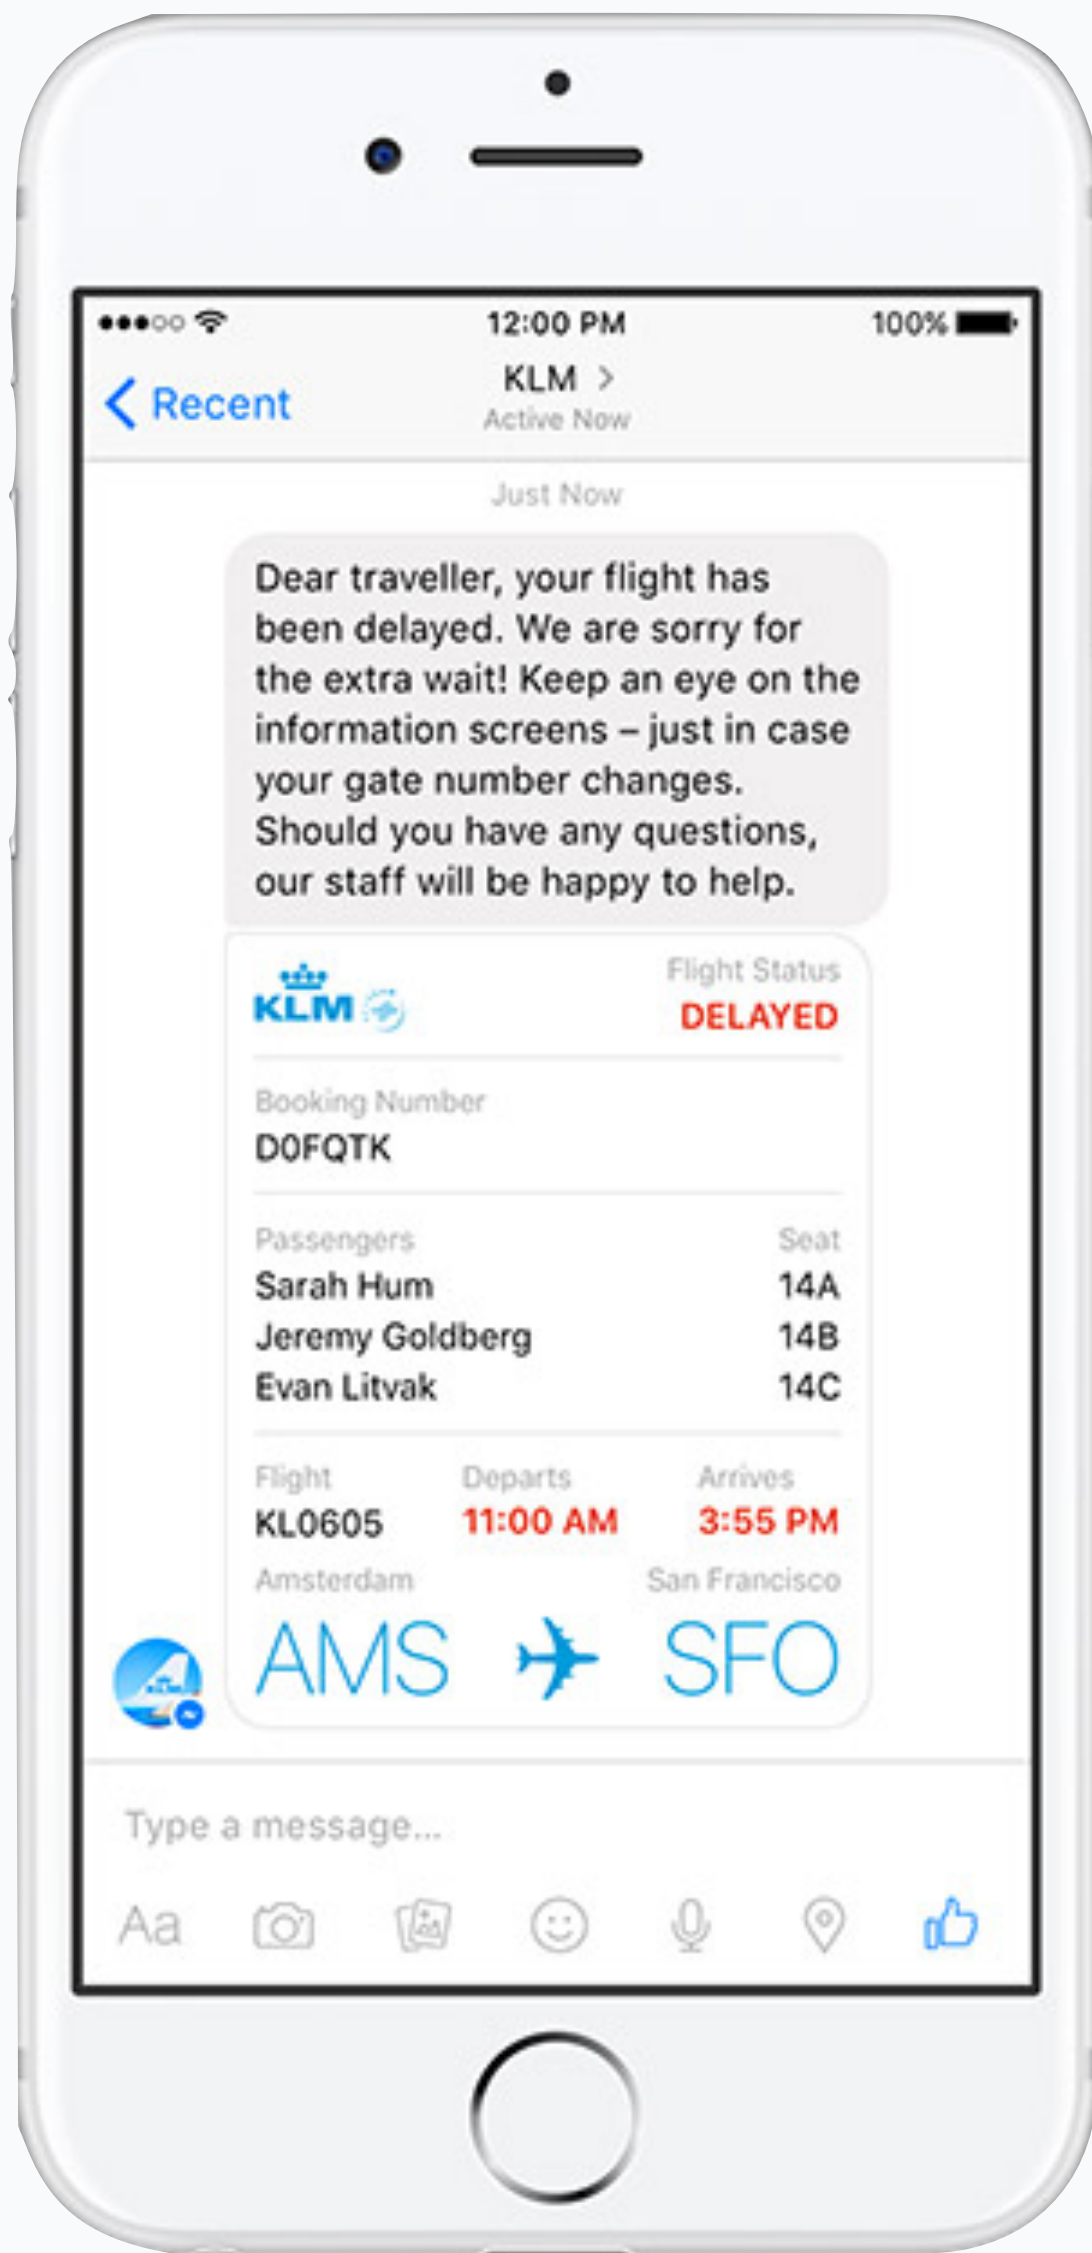 12:00 PM 100%
Recent KLM >
Active Now
Just Now
Dear traveller, your flight has
been delayed. We are sorry for
the extra wait! Keep an eye on the
information screens – just in case
your gate number changes.
Should you have any questions,
our staff will be happy to help.
KLM Flight Status
DELAYED
Booking Number
D0FQTK
Passengers Seat
Sarah Hum 14A
Jeremy Goldberg 14B
Evan Litvak 14C
Flight Departs Arrives
KL0605 11:00 AM 3:55 PM
Amsterdam San Francisco
AMS SFO
Type a message...
Aa